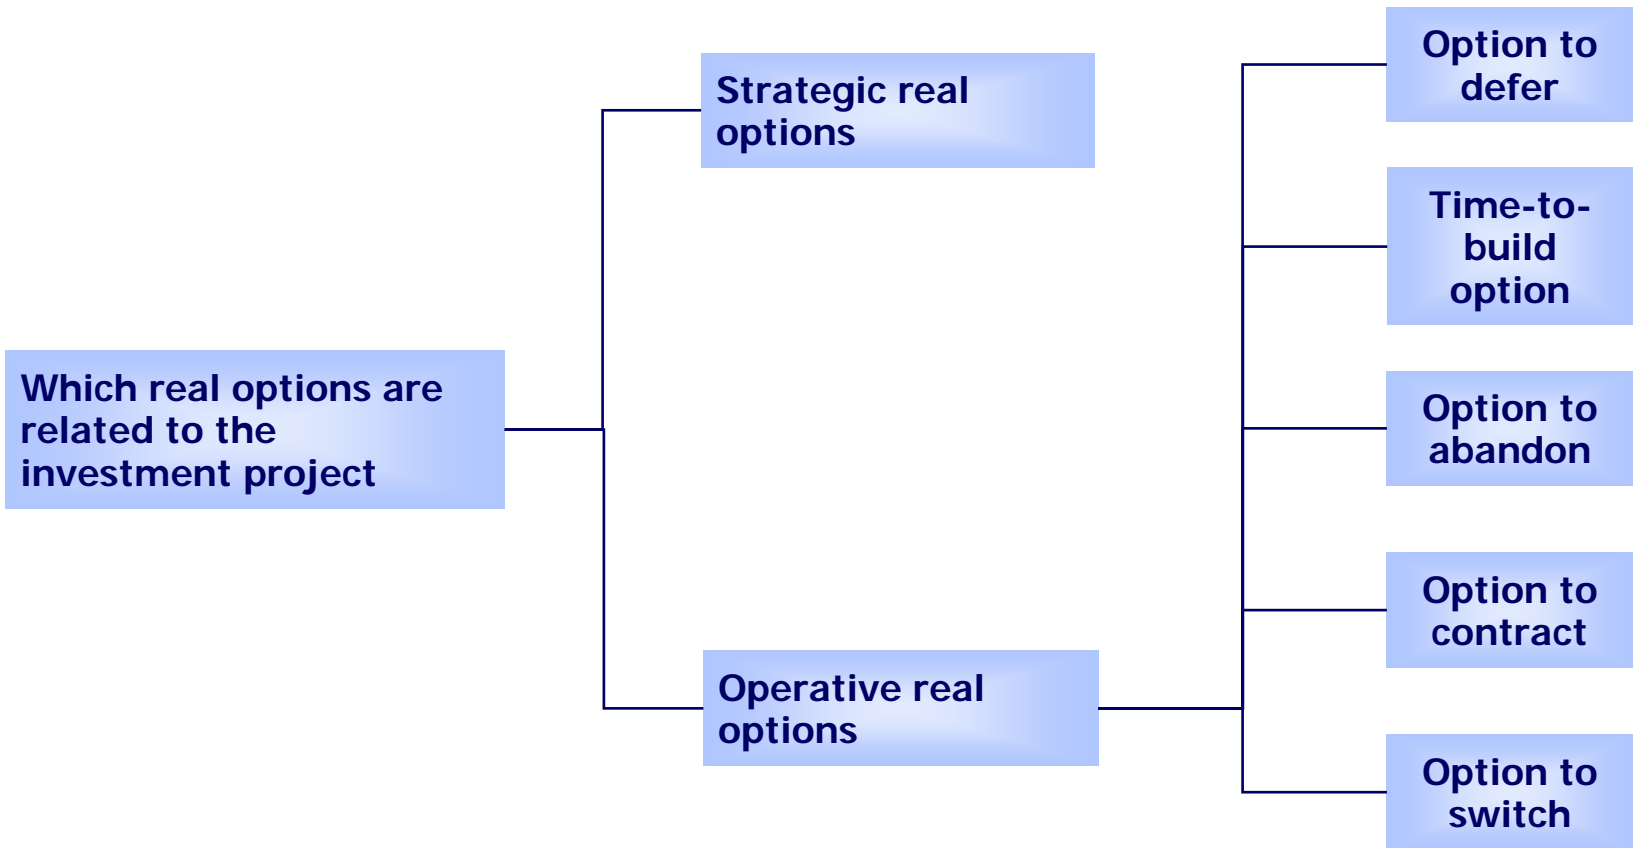 Which real options are
related to the
investment project
Strategic real
options
Operative real
options
Option to
defer
Time-to-
build
option
Option to
abandon
Option to
contract
Option to
switch